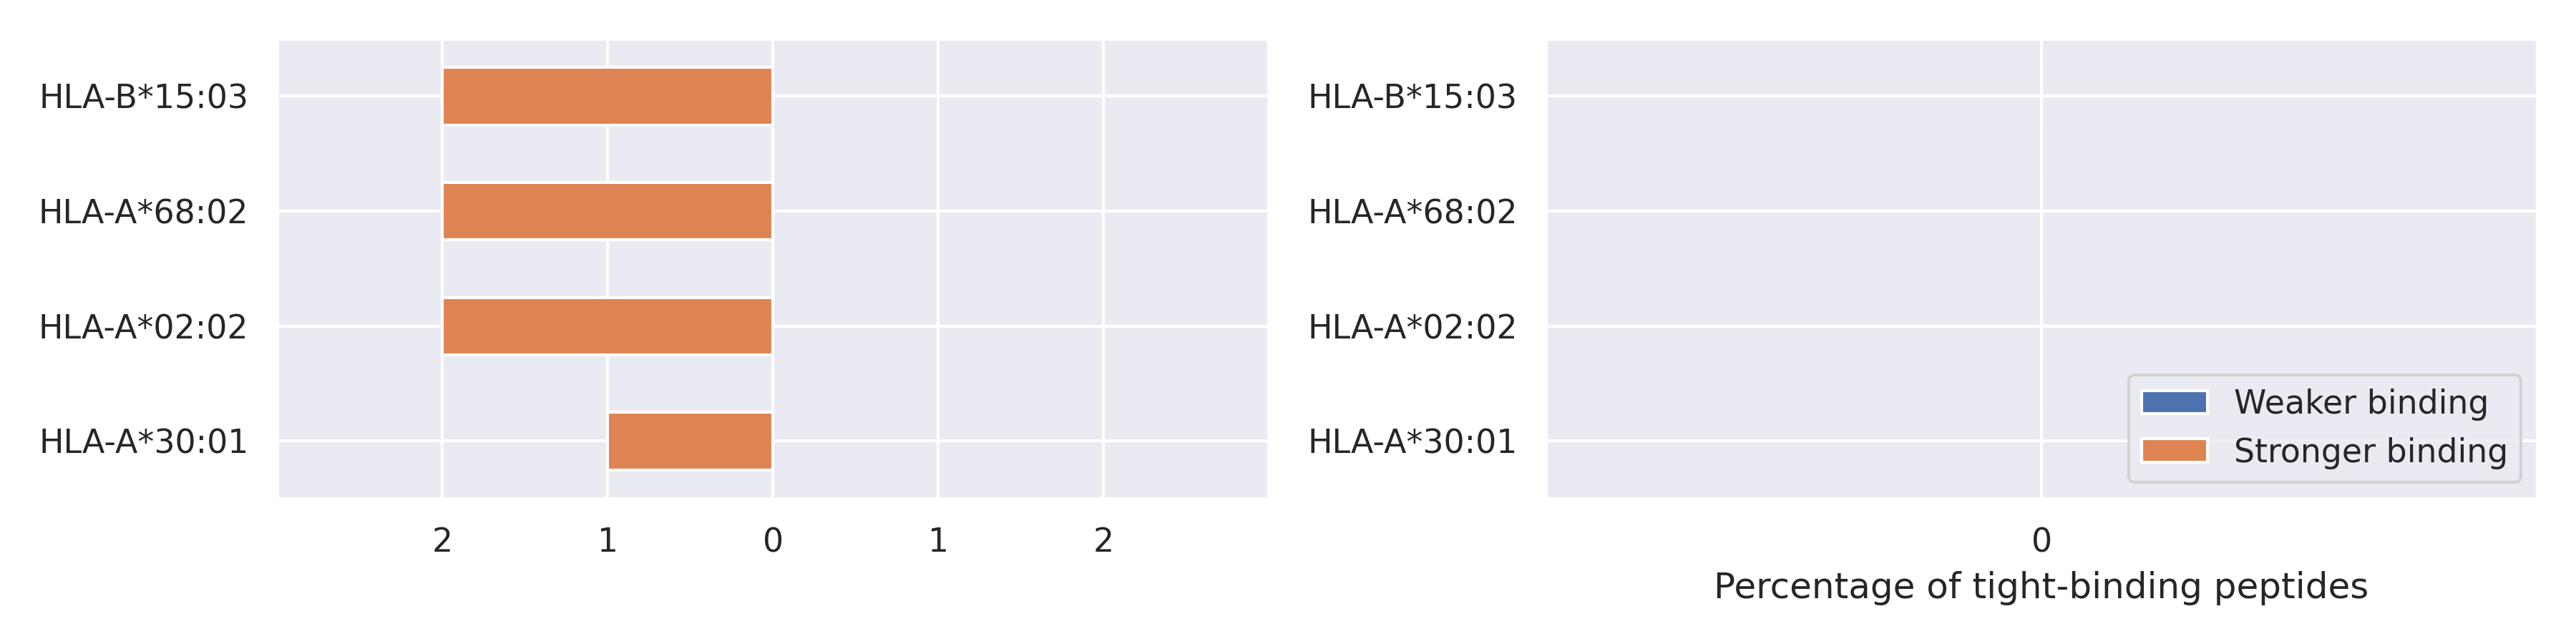 HLA-B*15:03
HLA-A*68:02
HLA-A*02:02
HLA-A*30:01
2 1 0 1 2
HLA-B*15:03
HLA-A*68:02
HLA-A*02:02
HLA-A*30:01
Weaker binding
Stronger binding
0
Percentage of tight-binding peptides